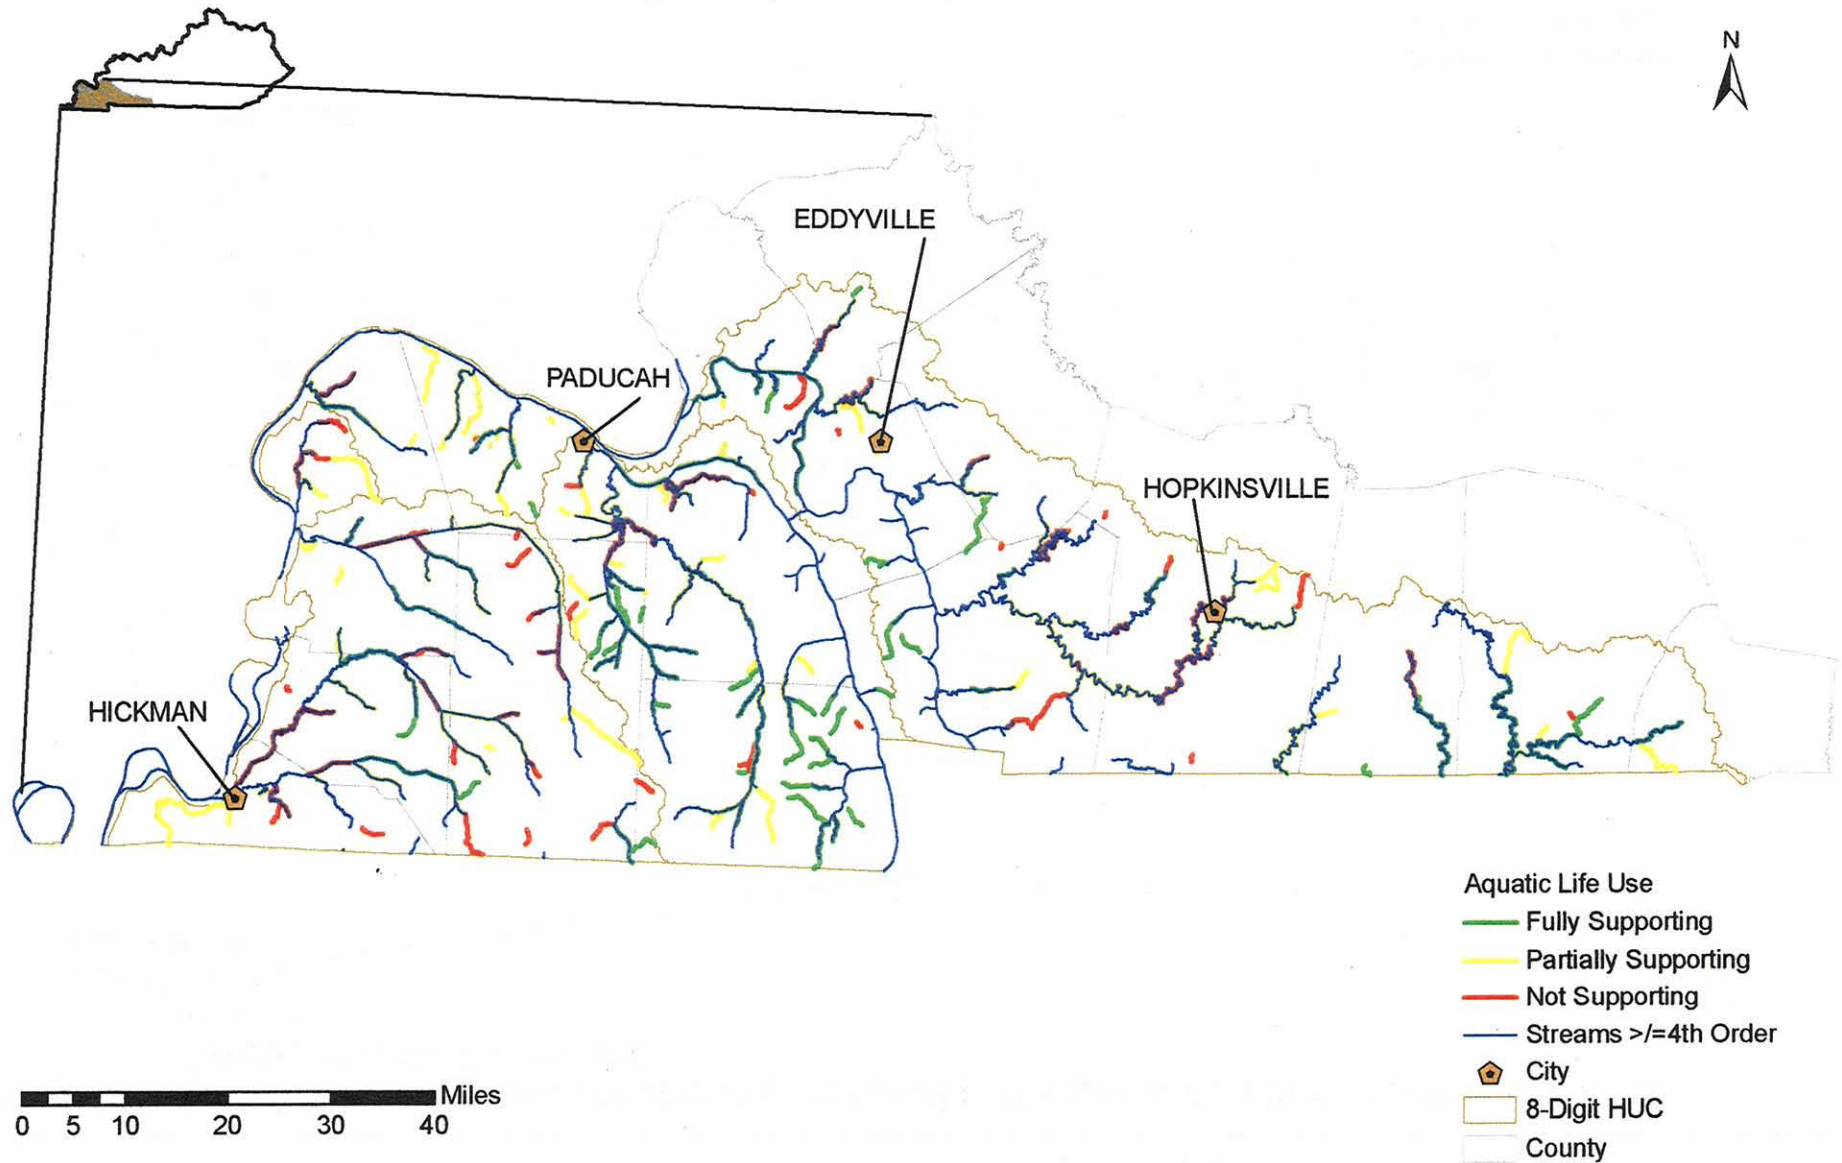 N
EDDYVILLE
PADUCAH
HOPKINSVILLE
HICKMAN
Aquatic Life Use
Fully Supporting
Partially Supporting
Not Supporting
Streams >/=4th Order
City
8-Digit HUC
County
Miles
0 5 10 20 30 40